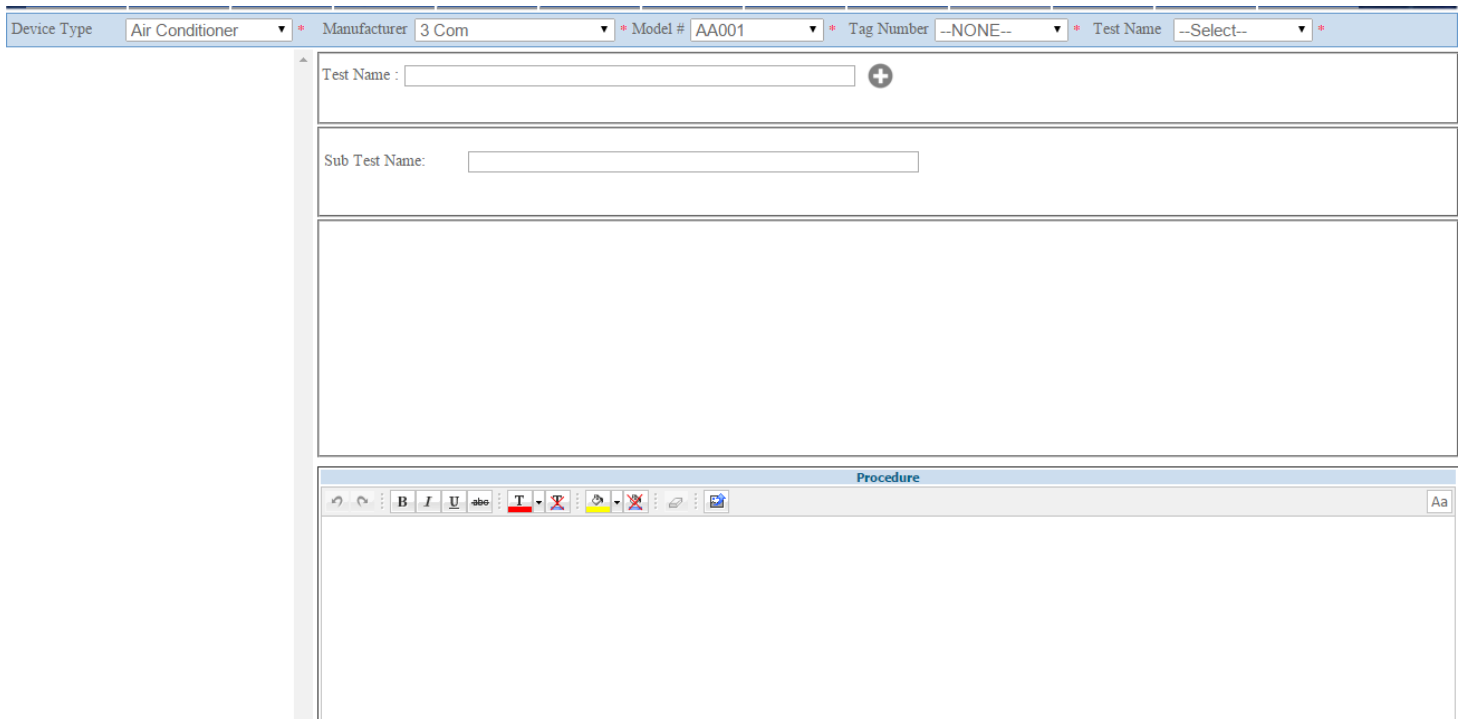 Device Type Air Conditioner * Manufacturer 3 Com * Model # AA001 * Tag Number --NONE-- * Test Name --Select-- *
Test Name :
Sub Test Name:
Procedure
B I U abc T T Aa